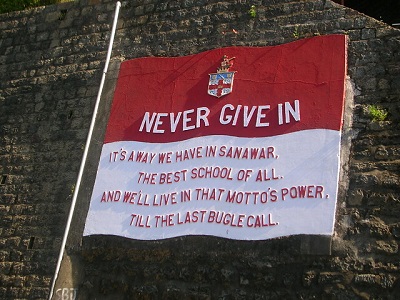 NEVER GIVE IN
IT'S A WAY WE HAVE IN SANAWAR,
THE BEST SCHOOL OF ALL.
AND WE'LL LIVE IN THAT MOTTO'S POWER,
TILL THE LAST BUGLE CALL.